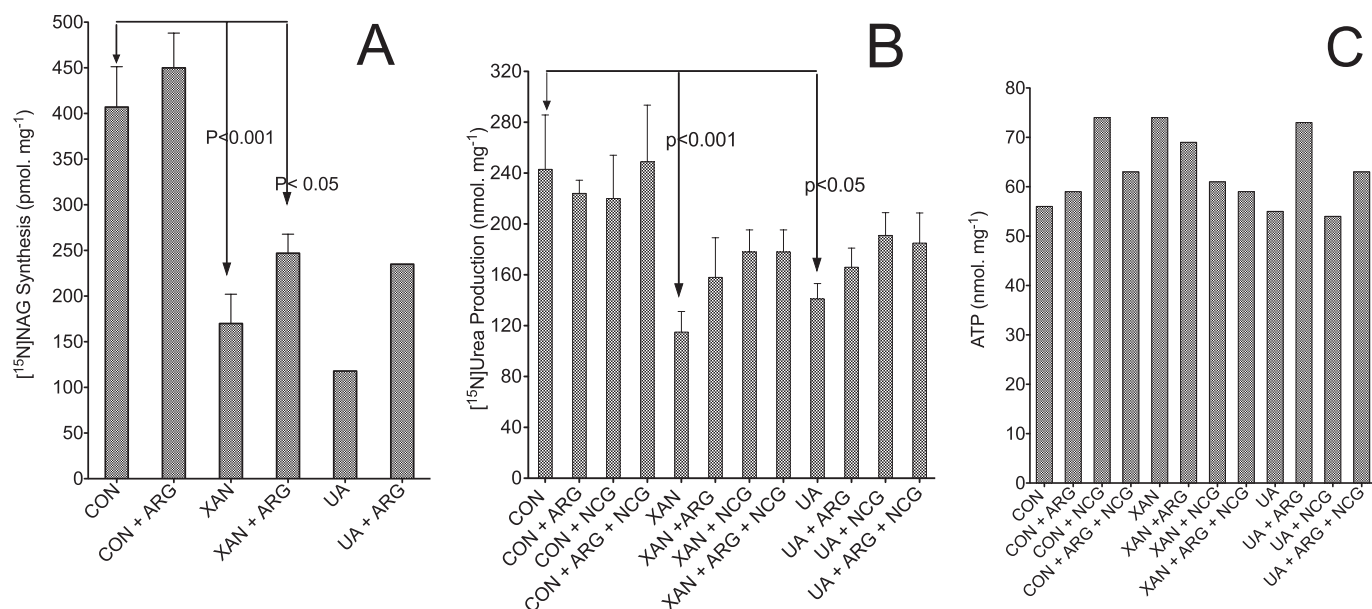 A
[¹⁵N]NAG Synthesis (pmol. mg⁻¹)
500
450
400
350
300
250
200
150
100
50
0
P<0.001
P< 0.05
CON
CON + ARG
XAN
XAN + ARG
UA
UA + ARG
B
[¹⁵N]Urea Production (nmol. mg⁻¹)
320
280
240
200
160
120
80
40
0
p<0.001
p<0.05
CON
CON + ARG
CON + NCG
CON + ARG + NCG
XAN
XAN + ARG
XAN + NCG
XAN + ARG + NCG
UA
UA + ARG
UA + NCG
UA + ARG + NCG
C
ATP (nmol. mg⁻¹)
80
70
60
50
40
30
20
10
0
CON
CON + ARG
CON + NCG
CON + ARG + NCG
XAN
XAN +ARG
XAN + NCG
XAN + ARG + NCG
UA
UA + ARG
UA + NCG
UA + ARG + NCG